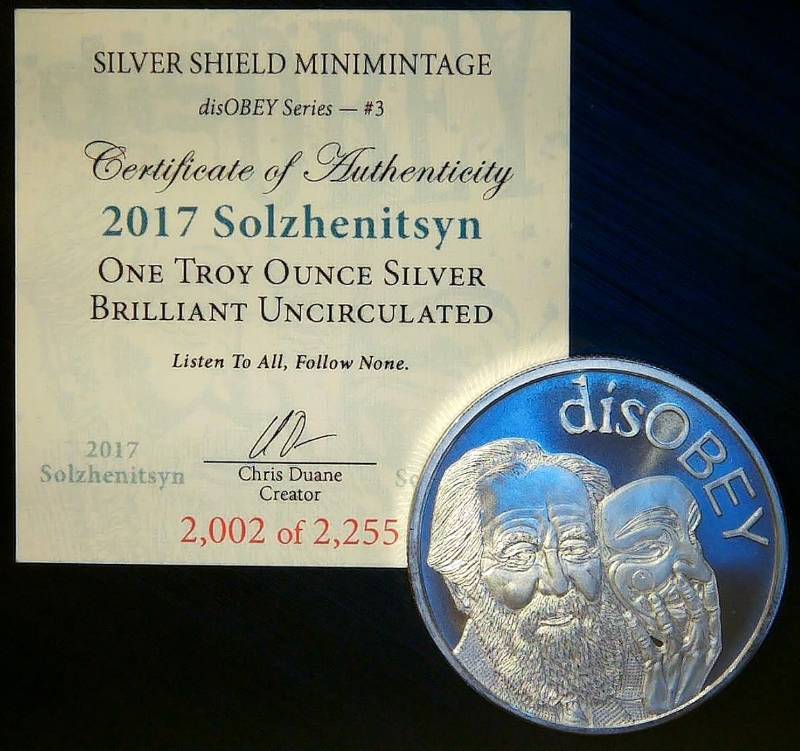 SILVER SHIELD MINIMINTAGE
disOBEY Series — #3
Certificate of Authenticity
2017 Solzhenitsyn
ONE TROY OUNCE SILVER
BRILLIANT UNCIRCULATED
Listen To All, Follow None.
2017
Solzhenitsyn
Chris Duane
Creator
So
2,002 of 2,255
disOBEY